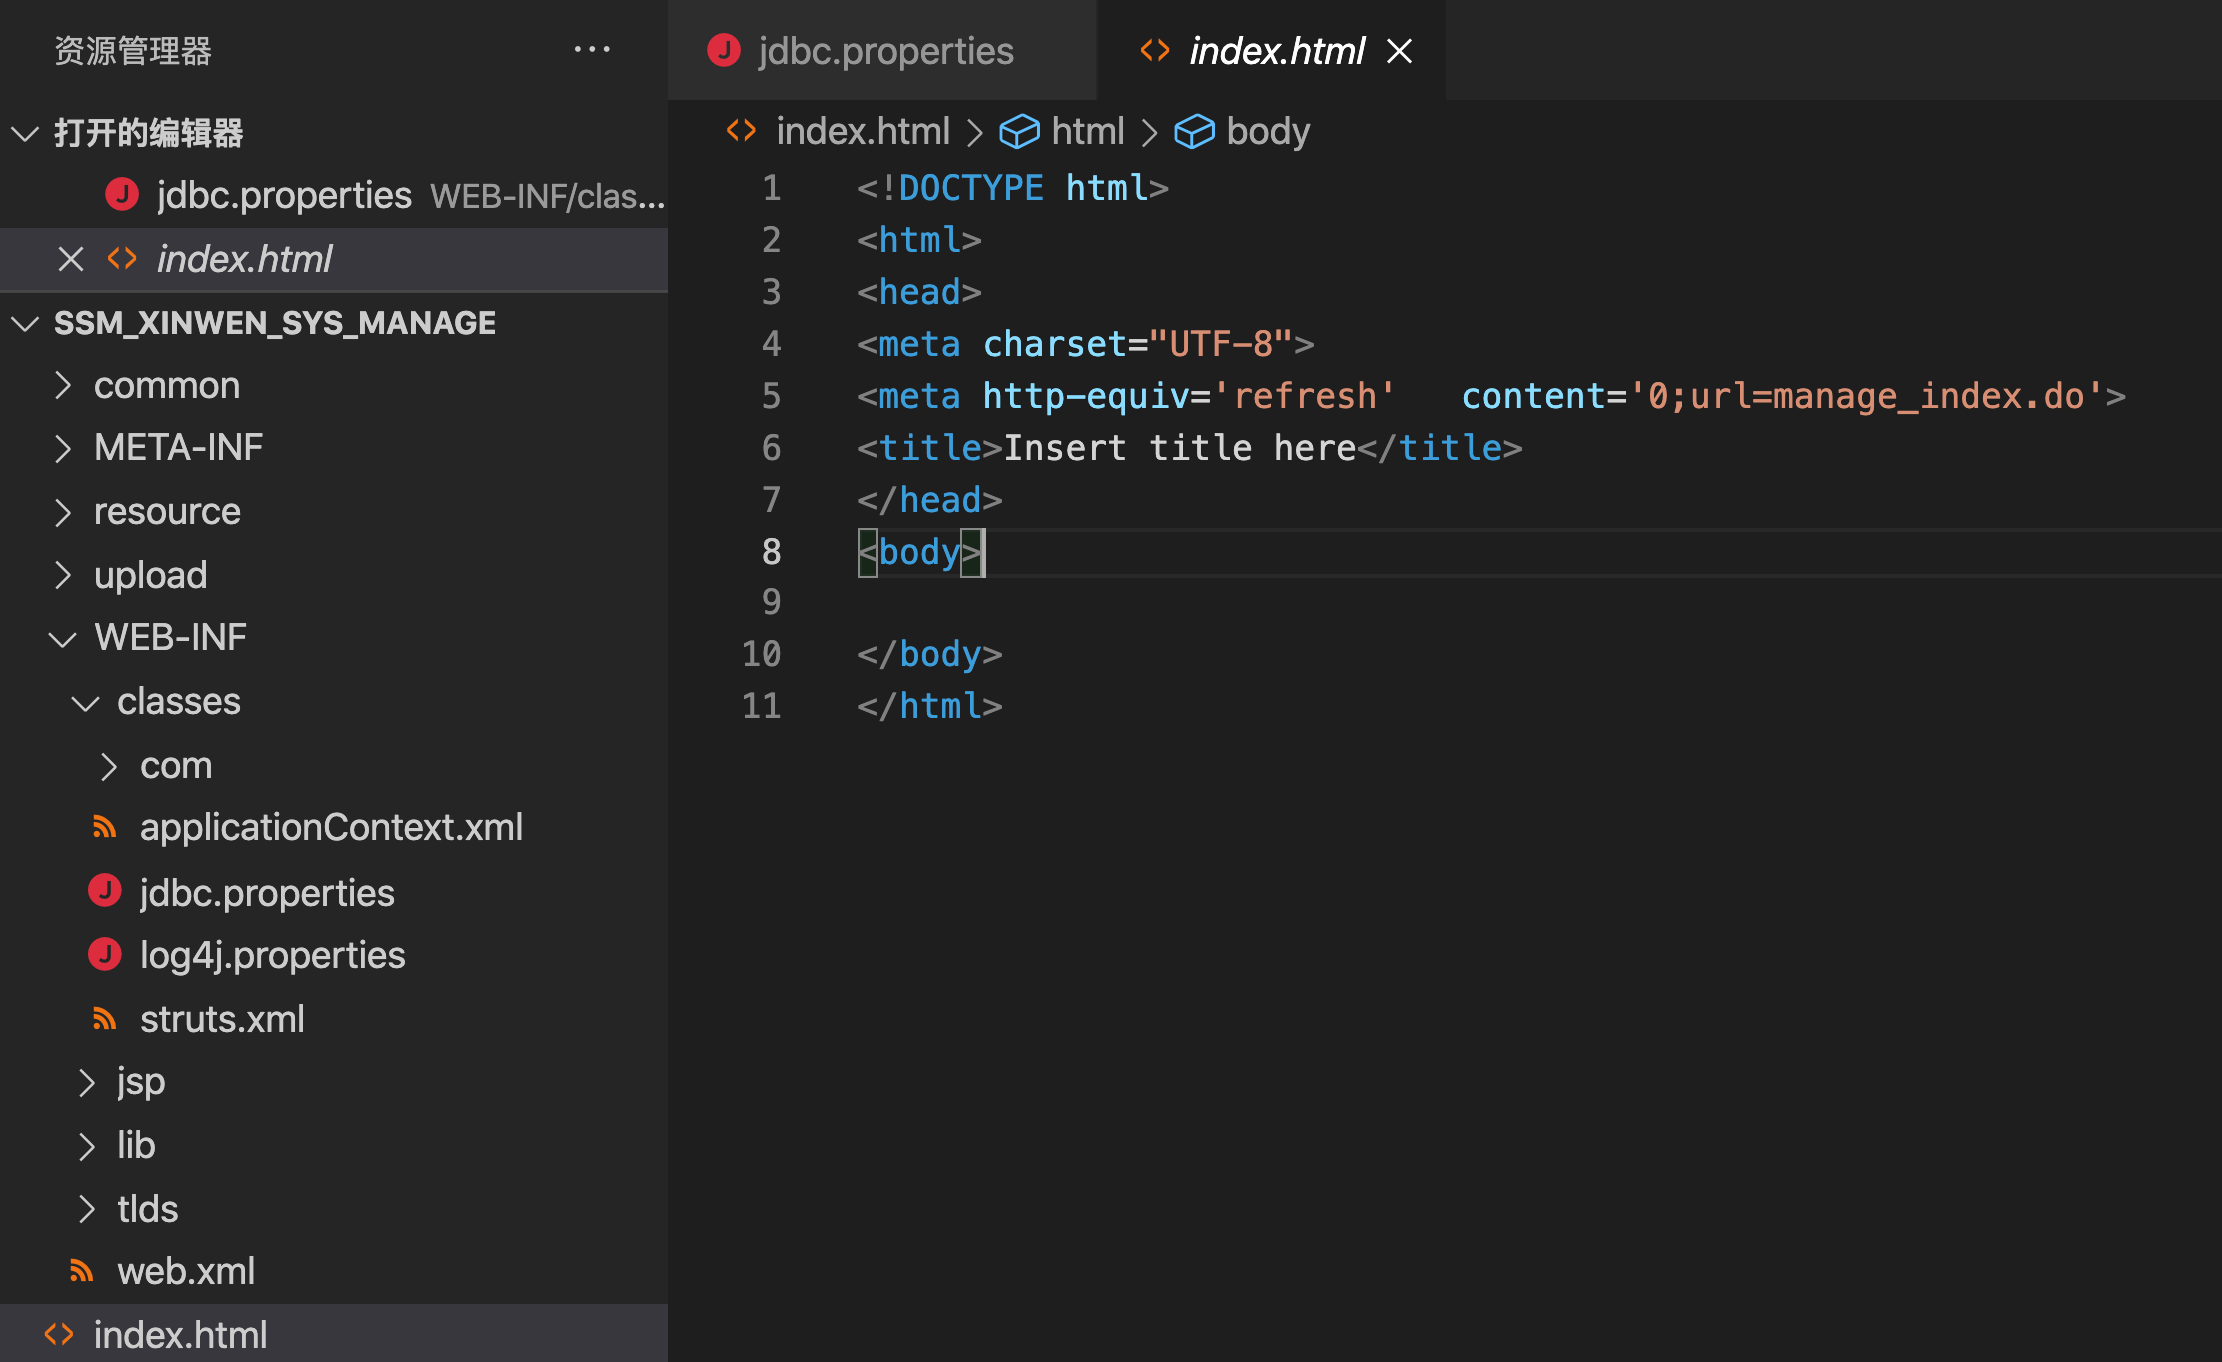 资源管理器 ···
打开的编辑器
jdbc.properties WEB-INF/clas...
index.html
SSM_XINWEN_SYS_MANAGE
common
META-INF
resource
upload
WEB-INF
classes
com
applicationContext.xml
jdbc.properties
log4j.properties
struts.xml
jsp
lib
tlds
web.xml
index.html
jdbc.properties index.html
index.html > html > body
1 <!DOCTYPE html>
2 <html>
3 <head>
4 <meta charset="UTF-8">
5 <meta http-equiv='refresh'   content='0;url=manage_index.do'>
6 <title>Insert title here</title>
7 </head>
8 <body>
9
10 </body>
11 </html>